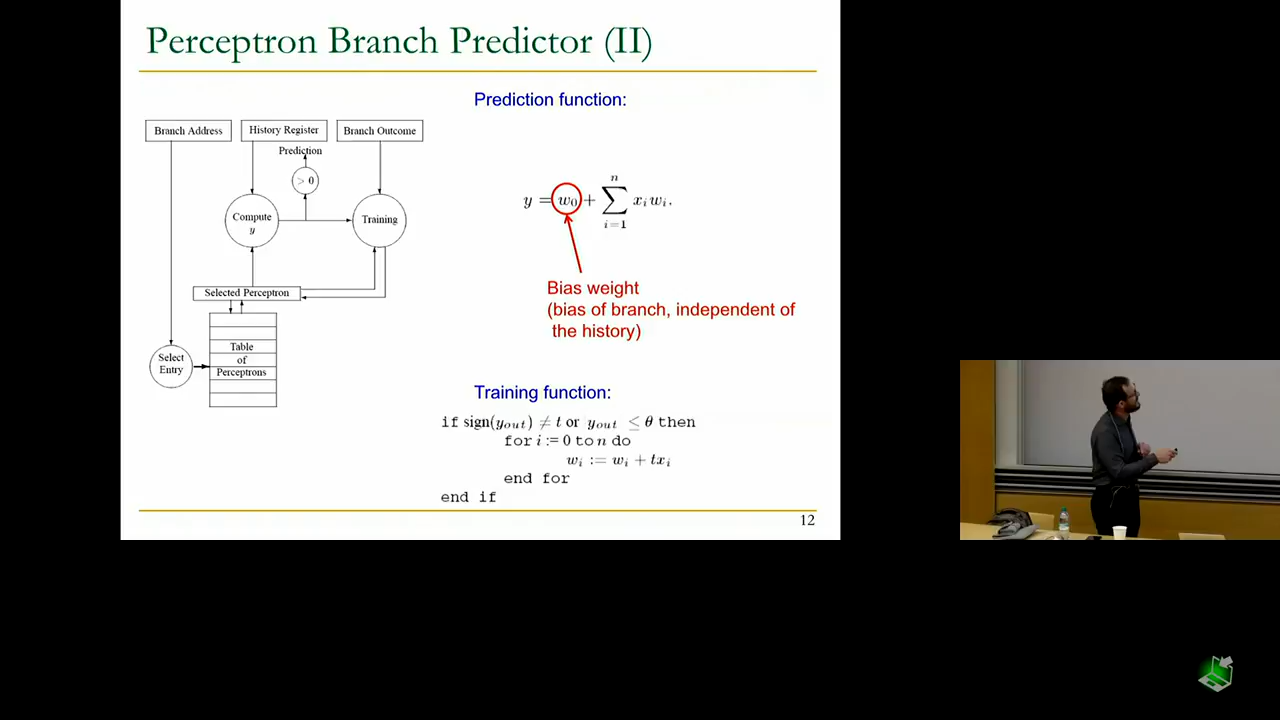 Perceptron Branch Predictor (II)
Branch Address
History Register
Branch Outcome
Prediction
> 0
Compute
y
Training
Selected Perceptron
Select
Entry
Table
of
Perceptrons
Prediction function:
y = w₀ + ∑ᵢ₌₁ⁿ xᵢwᵢ.
Bias weight
(bias of branch, independent of
the history)
Training function:
if sign(y_out) ≠ t or y_out ≤ θ then
for i := 0 to n do
wᵢ := wᵢ + txᵢ
end for
end if
12